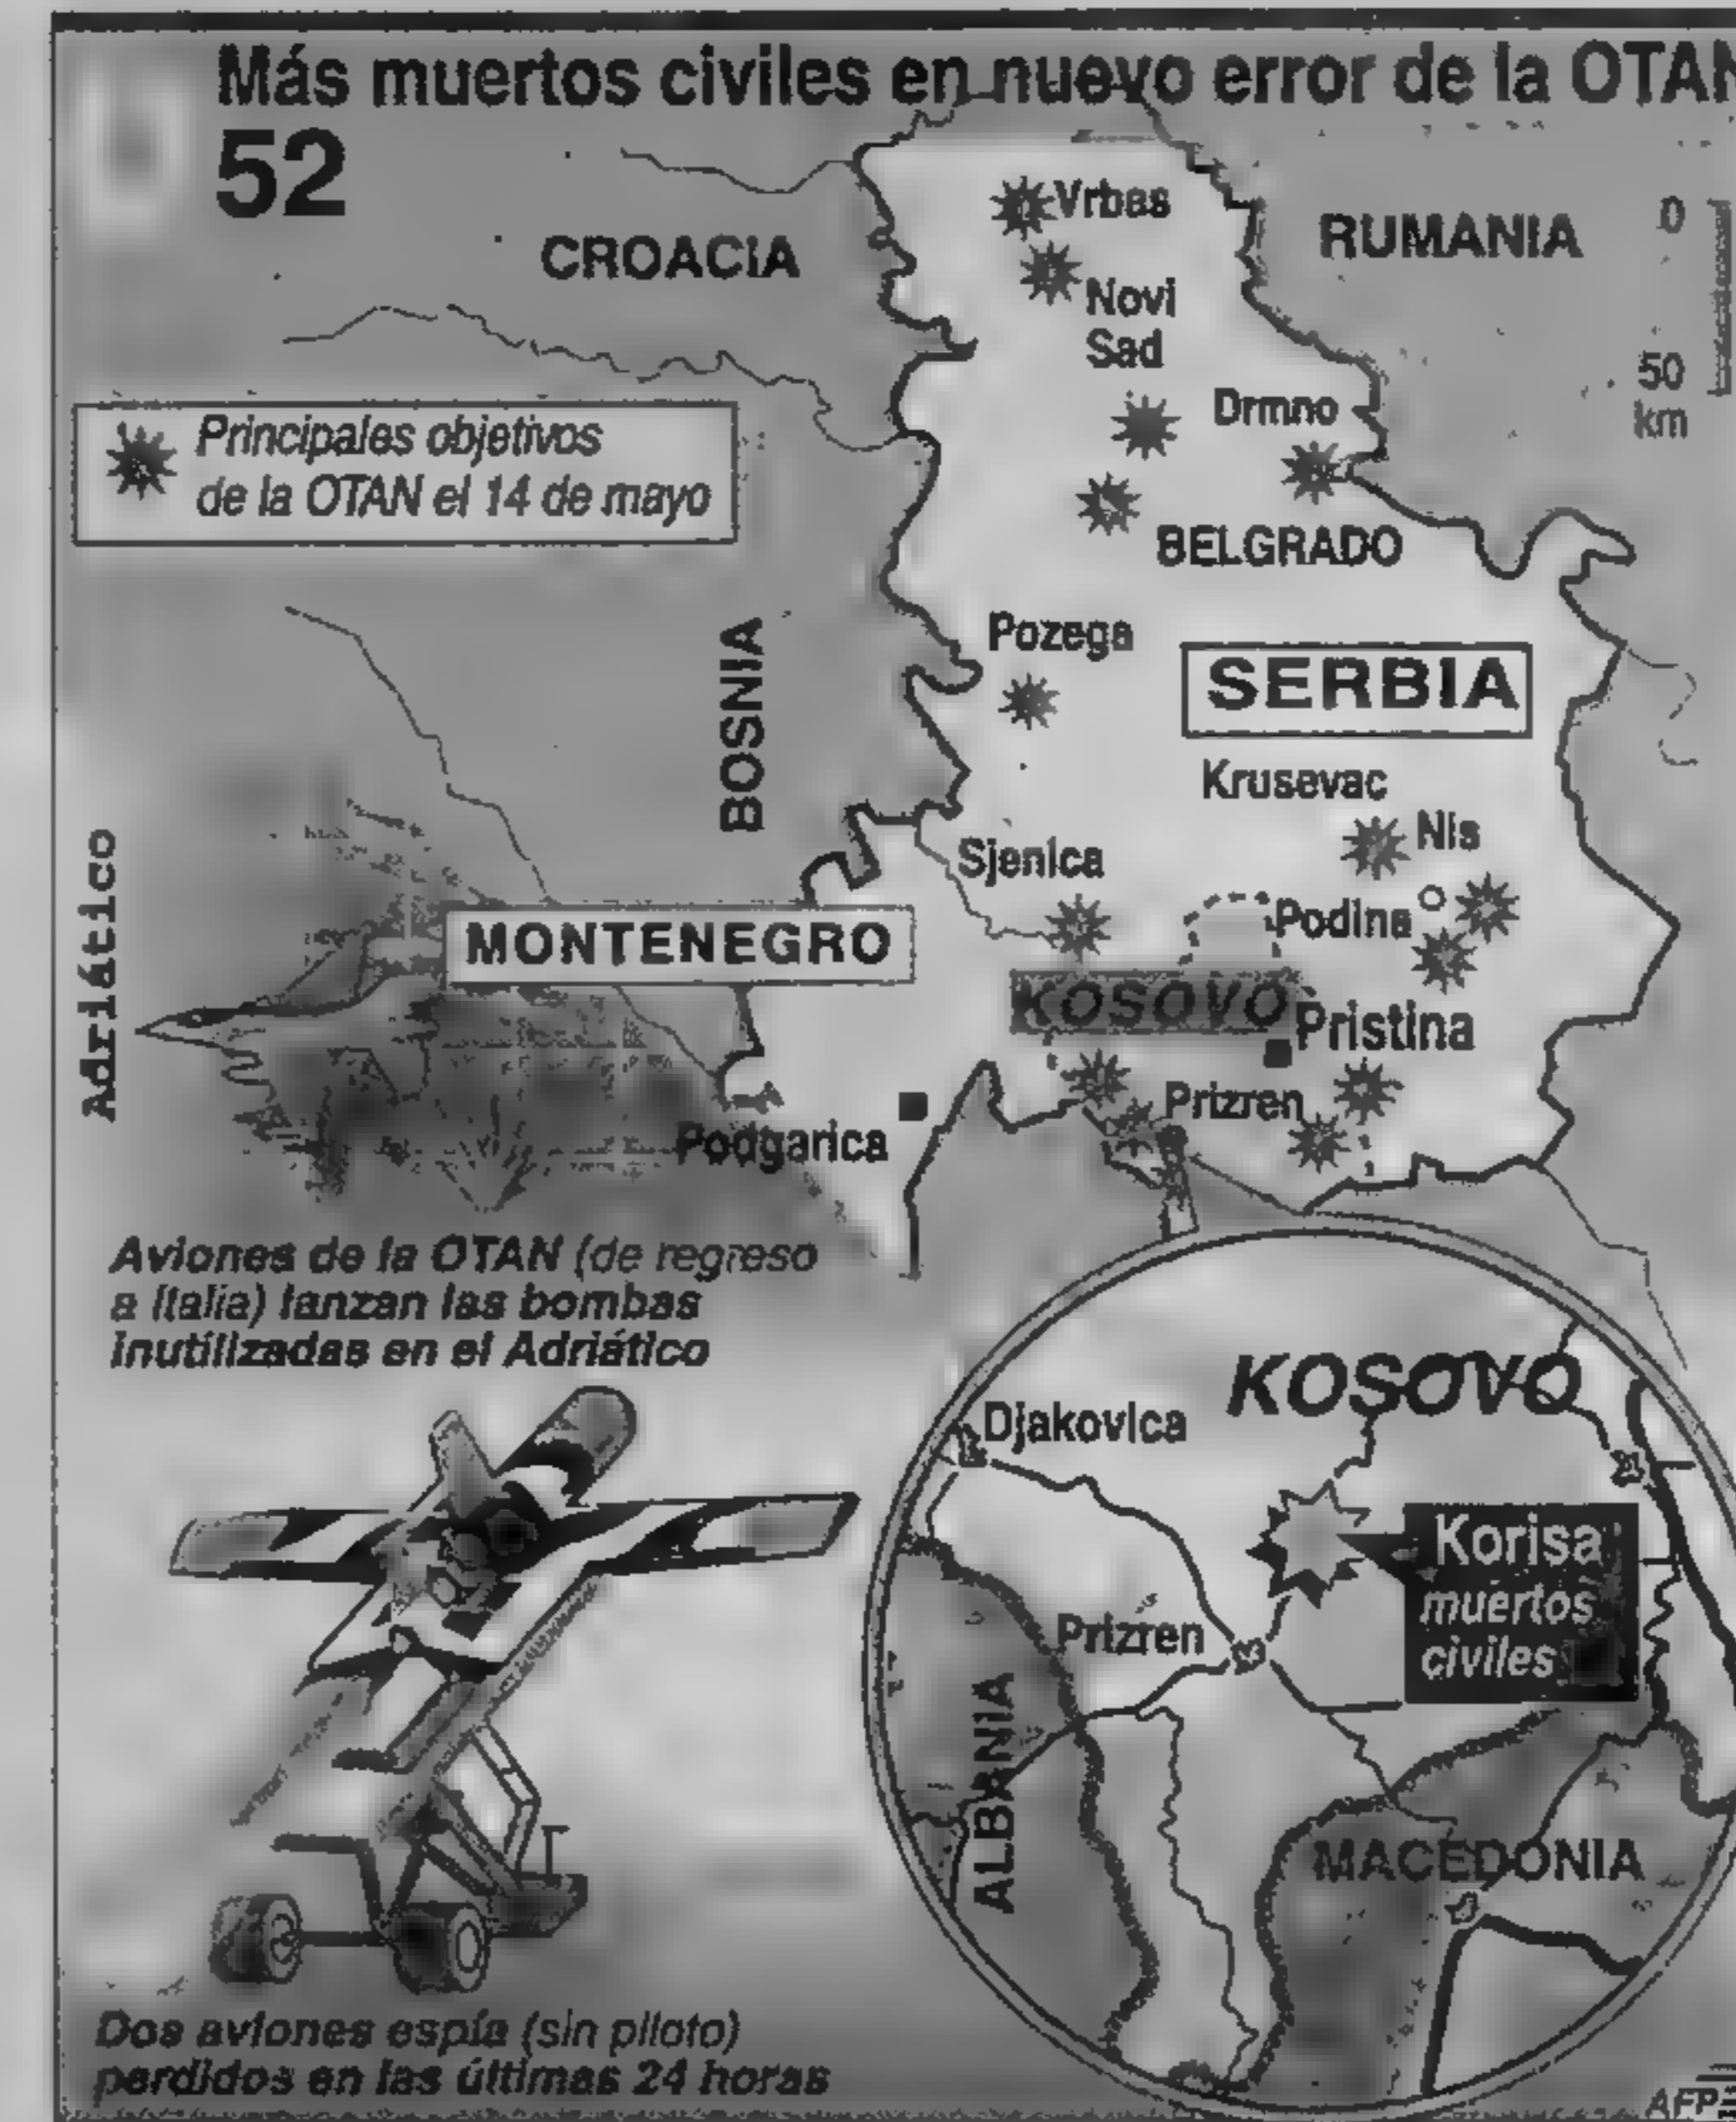 Más muertos civiles en nuevo error de la OTAN
52
CROACIA
RUMANIA
0
50
km
Vrbas
Novi
Sad
Drmno
BELGRADO
Principales objetivos
de la OTAN el 14 de mayo
BOSNIA
Pozega
SERBIA
Krusevac
Nis
Sjenica
Podina
Adriático
MONTENEGRO
KOSOVO
Pristina
Prizren
Podgarica
Aviones de la OTAN (de regreso
a Italia) lanzan las bombas
inutilizadas en el Adriático
KOSOVO
Djakovica
Korisa
muertos
civiles
Prizren
ALBANIA
MACEDONIA
Dos aviones espía (sin piloto)
perdidos en las últimas 24 horas
AFP